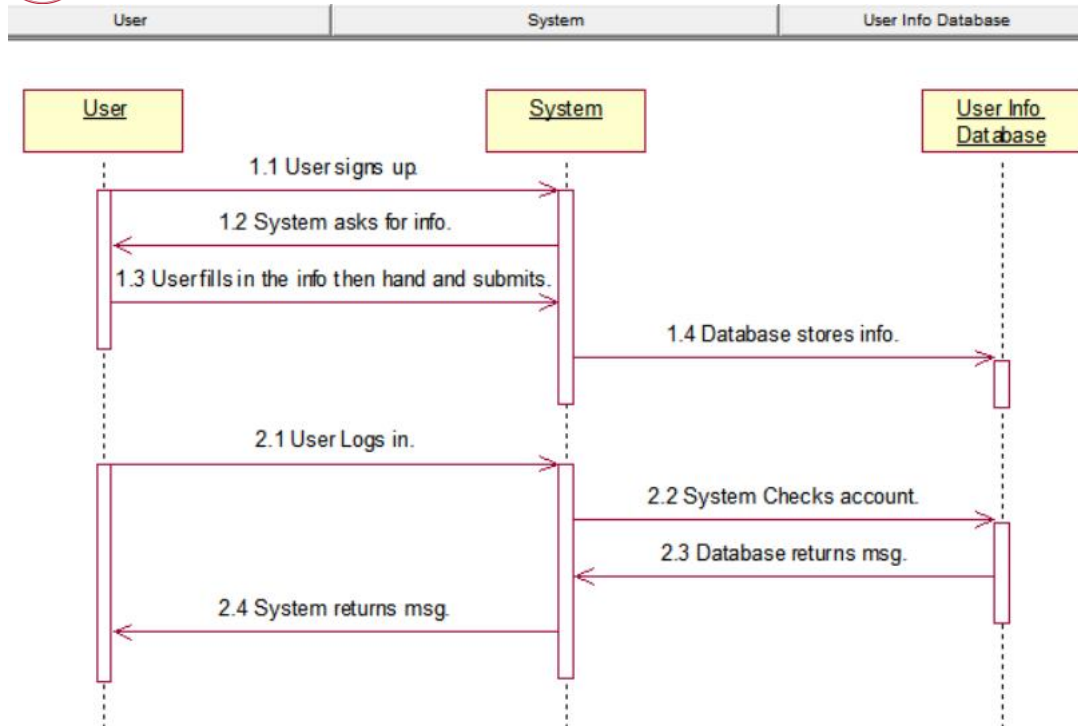 User System User Info Database
User System User Info
Database
1.1 User signs up.
1.2 System asks for info.
1.3 User fills in the info then hand and submits.
1.4 Database stores info.
2.1 User Logs in.
2.2 System Checks account.
2.3 Database returns msg.
2.4 System returns msg.